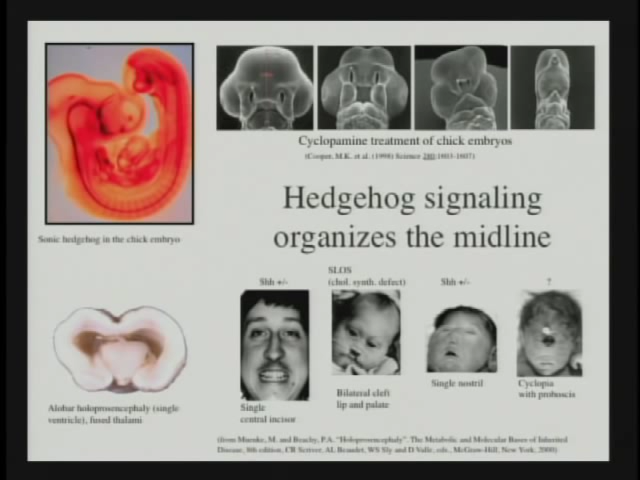 Cyclopamine treatment of chick embryos
(Cooper, M.K. et al. (1998) Science 280:1603-1607)
Sonic hedgehog in the chick embryo
Hedgehog signaling
organizes the midline
Shh +/-
SLOS
(chol. synth. defect)
Shh +/-
?
Single
central incisor
Bilateral cleft
lip and palate
Single nostril
Cyclopia
with proboscis
Alobar holoprosencephaly (single
ventricle), fused thalami
(from Muenke, M. and Beachy, P.A. "Holoprosencephaly". The Metabolic and Molecular Bases of Inherited
Disease, 8th edition, CR Scriver, AL Beaudet, WS Sly and D Valle, eds., McGraw-Hill, New York, 2000)